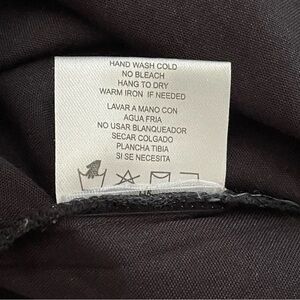 HAND WASH COLD
NO BLEACH
HANG TO DRY
WARM IRON IF NEEDED
LAVAR A MANO CON
AGUA FRIA
NO USAR BLANQUEADOR
SECAR COLGADO
PLANCHA TIBIA
SI SE NECESITA